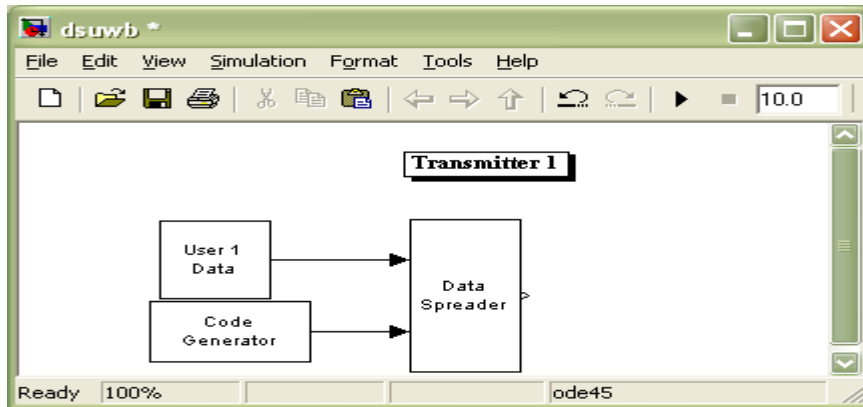 dsuwb *
File Edit View Simulation Format Tools Help
10.0
Transmitter 1
User 1
Data
Code
Generator
Data
Spreader
Ready 100% ode45